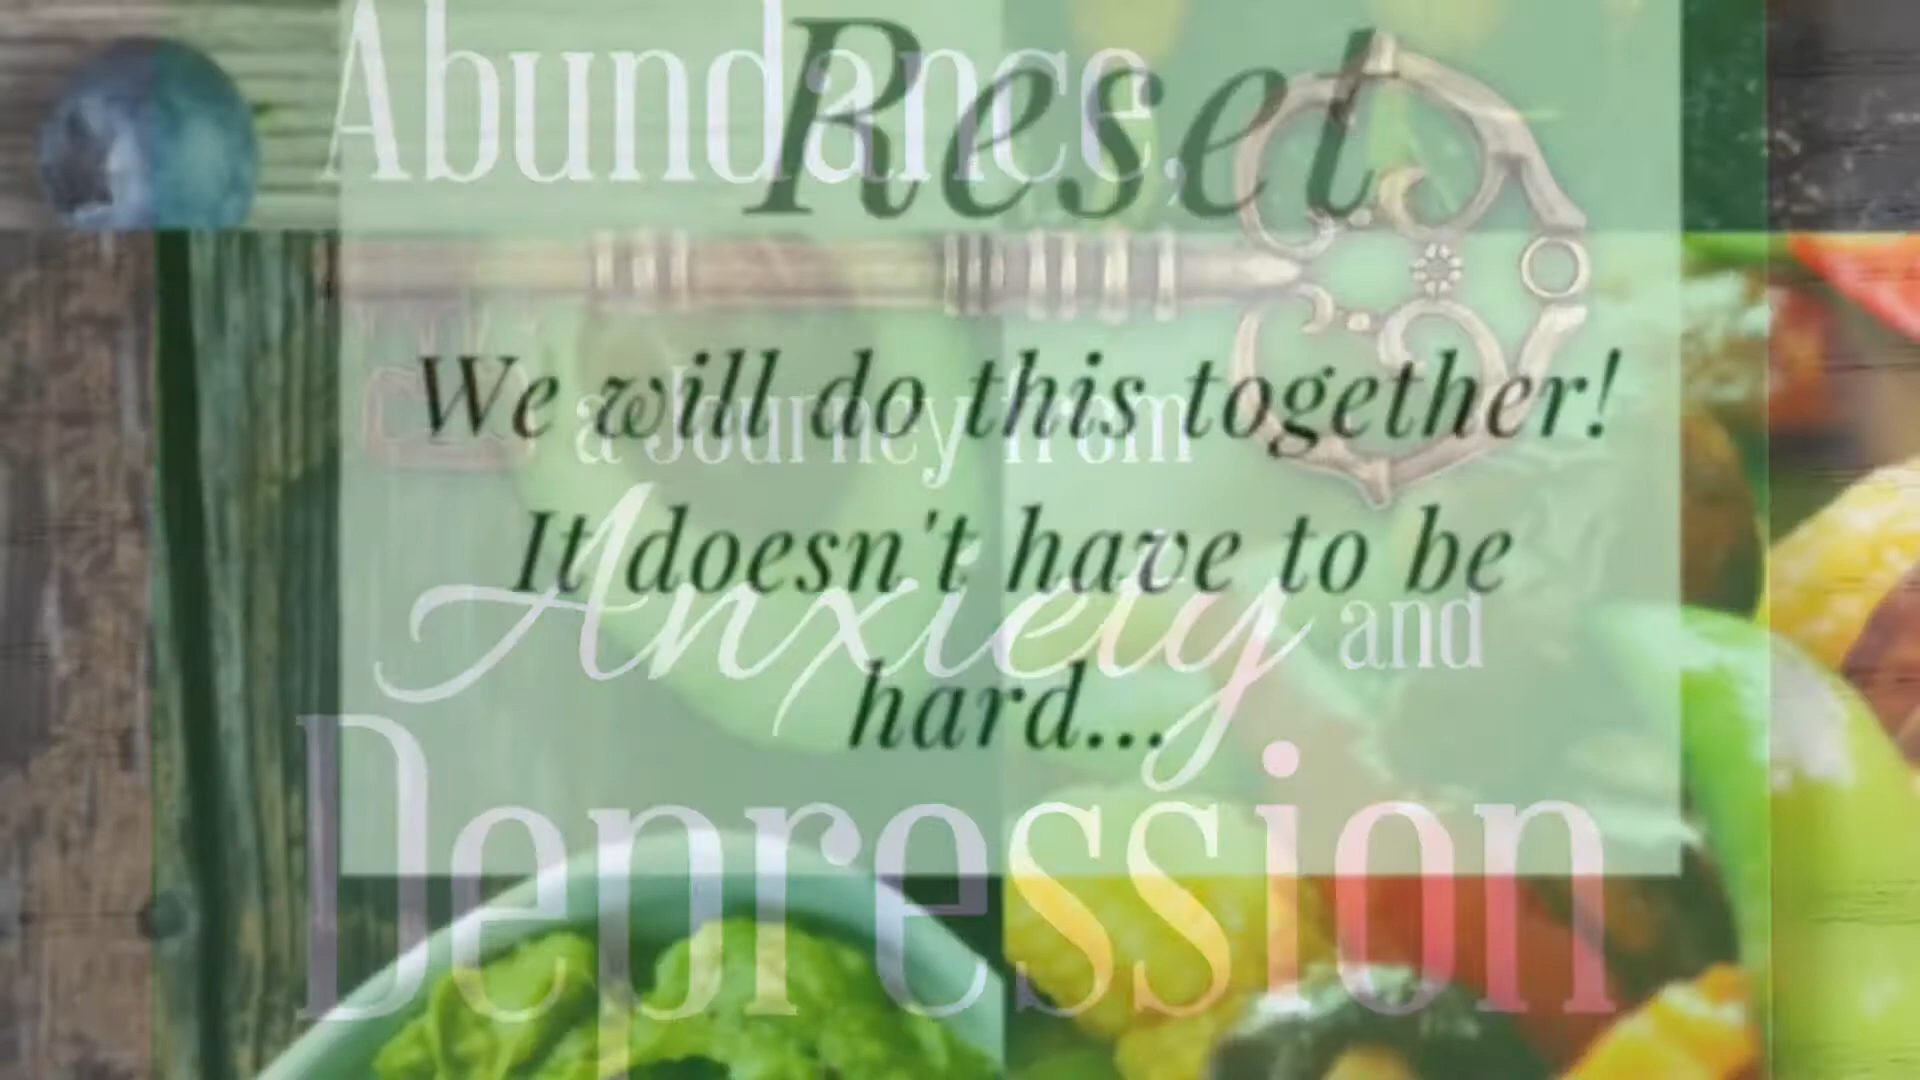 Abundance,
Reset
We will do this together!
a Journey from
It doesn't have to be
Anxiety and
hard...
Depression